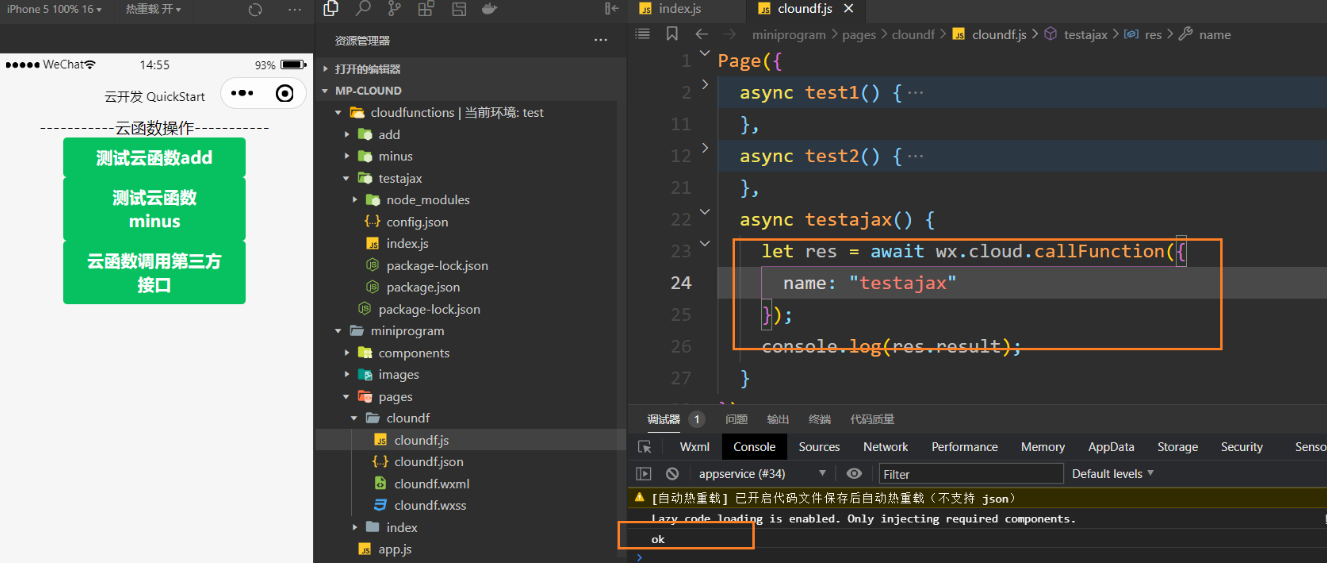 iPhone 5 100% 16
热重载 开
●●●●● WeChat
14:55
93%
云开发 QuickStart
-----------云函数操作-----------
测试云函数add
测试云函数
minus
云函数调用第三方
接口
资源管理器
打开的编辑器
MP-CLOUND
cloudfunctions | 当前环境: test
add
minus
testajax
node_modules
config.json
index.js
package-lock.json
package.json
package-lock.json
miniprogram
components
images
pages
cloundf
cloundf.js
cloundf.json
cloundf.wxml
cloundf.wxss
index
app.js
index.js
cloundf.js
miniprogram > pages > cloundf > cloundf.js > testajax > res > name
1 Page({
2 async test1() {···
11 },
12 async test2() {···
21 },
22 async testajax() {
23 let res = await wx.cloud.callFunction({
24 name: "testajax"
25 });
26 console.log(res.result);
27 }
调试器 1 问题 输出 终端 代码质量
Wxml Console Sources Network Performance Memory AppData Storage Security Senso
appservice (#34) Filter Default levels
[自动热重载] 已开启代码文件保存后自动热重载（不支持 json）
Lazy code loading is enabled. Only injecting required components.
ok